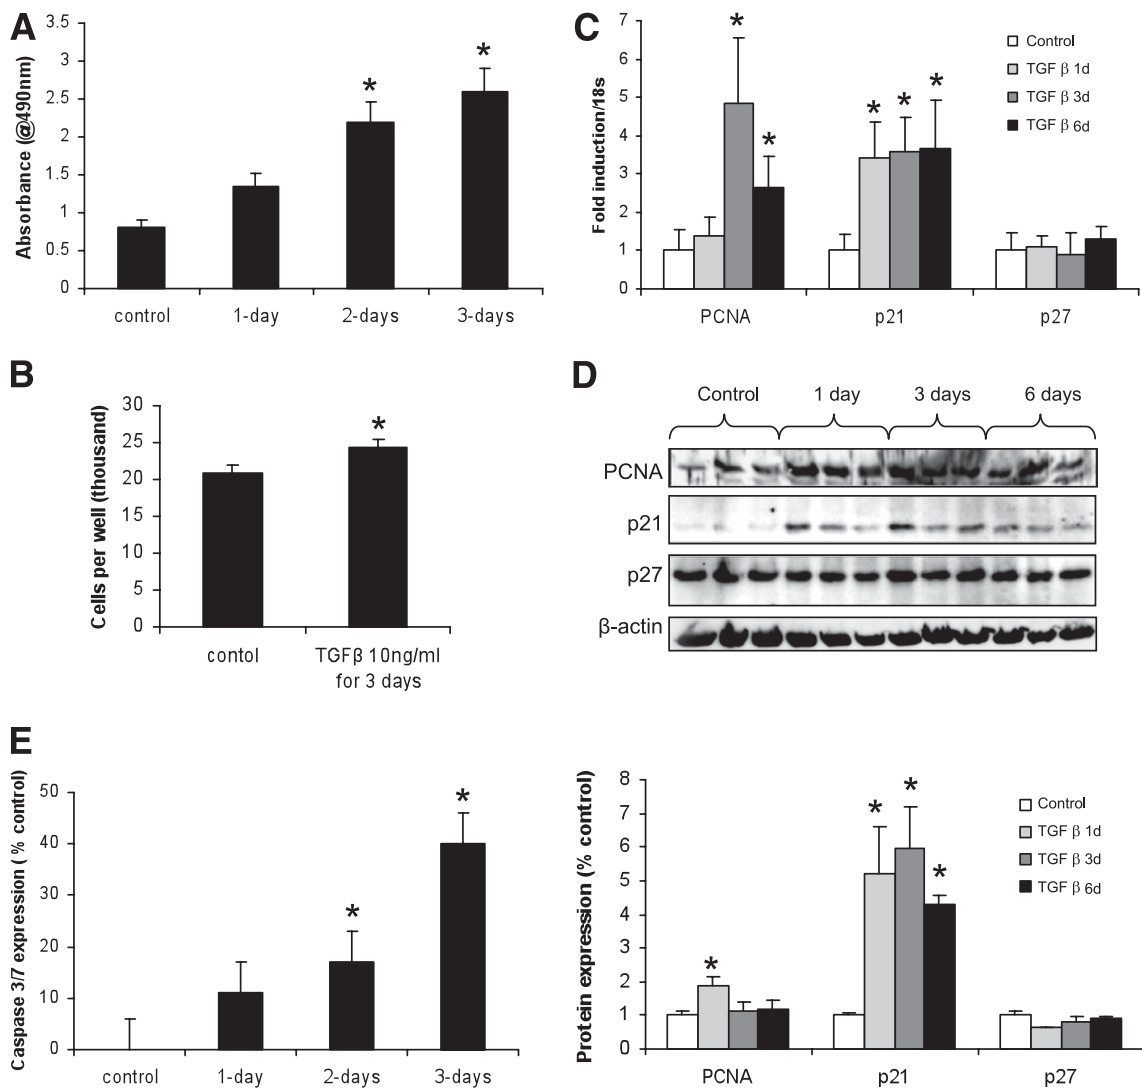 A
Absorbance (@490nm)
3.5
3
2.5
2
1.5
1
0.5
0
* *
control 1-day 2-days 3-days
B
Cells per well (thousand)
30
25
20
15
10
5
0
*
contol TGFβ 10ng/ml
for 3 days
C
Fold induction/18s
7
6
5
4
3
2
1
0
* * * * *
Control
TGF β 1d
TGF β 3d
TGF β 6d
PCNA p21 p27
D
Control 1 day 3 days 6 days
PCNA
p21
p27
β-actin
E
Caspase 3/7 expression ( % control)
50
40
30
20
10
0
* *
control 1-day 2-days 3-days
Protein expression (% control)
8
7
6
5
4
3
2
1
0
* * * *
Control
TGF β 1d
TGF β 3d
TGF β 6d
PCNA p21 p27